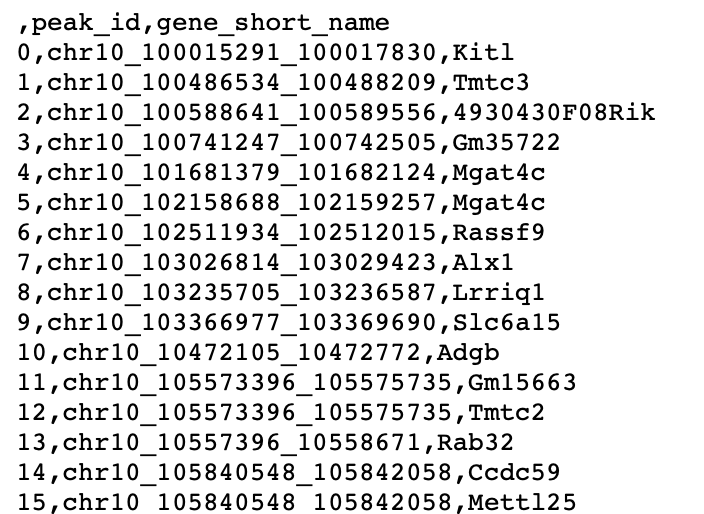 ,peak_id,gene_short_name
0,chr10_100015291_100017830,Kitl
1,chr10_100486534_100488209,Tmtc3
2,chr10_100588641_100589556,4930430F08Rik
3,chr10_100741247_100742505,Gm35722
4,chr10_101681379_101682124,Mgat4c
5,chr10_102158688_102159257,Mgat4c
6,chr10_102511934_102512015,Rassf9
7,chr10_103026814_103029423,Alx1
8,chr10_103235705_103236587,Lrriq1
9,chr10_103366977_103369690,Slc6a15
10,chr10_10472105_10472772,Adgb
11,chr10_105573396_105575735,Gm15663
12,chr10_105573396_105575735,Tmtc2
13,chr10_10557396_10558671,Rab32
14,chr10_105840548_105842058,Ccdc59
15,chr10_105840548_105842058,Mettl25